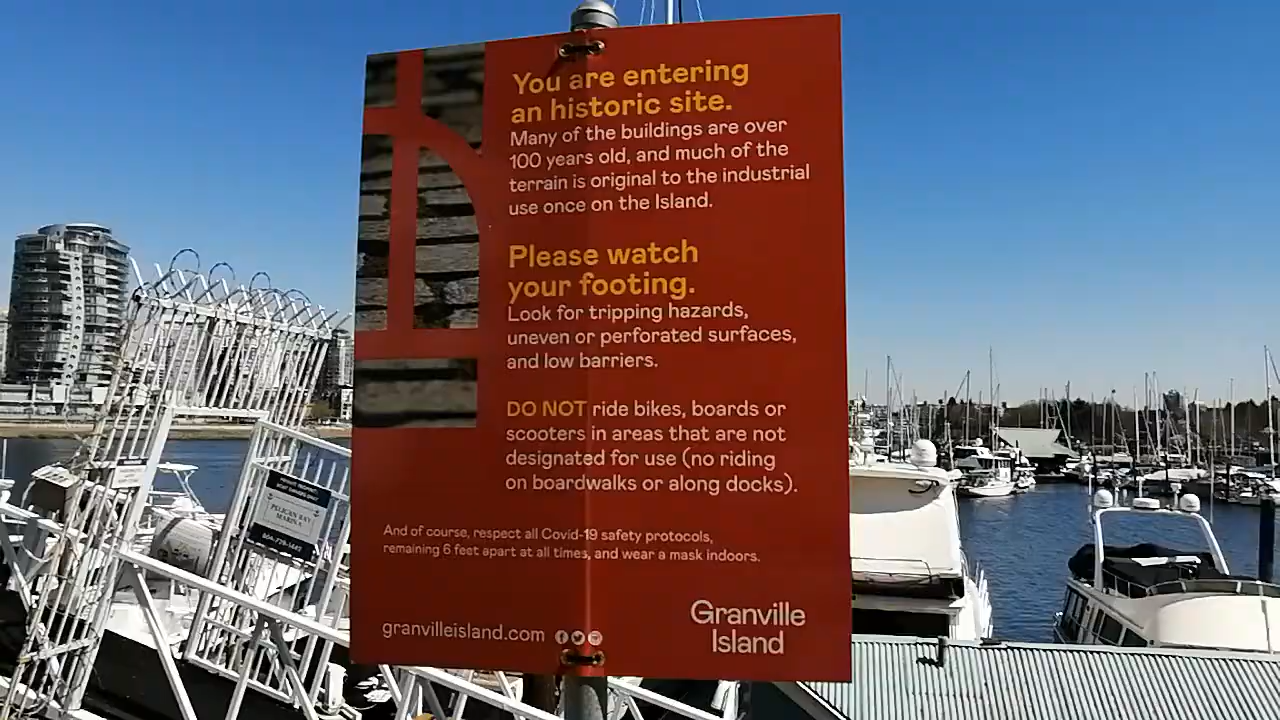 You are entering
an historic site.
Many of the buildings are over
100 years old, and much of the
terrain is original to the industrial
use once on the Island.
Please watch
your footing.
Look for tripping hazards,
uneven or perforated surfaces,
and low barriers.
DO NOT ride bikes, boards or
scooters in areas that are not
designated for use (no riding
on boardwalks or along docks).
And of course, respect all Covid-19 safety protocols,
remaining 6 feet apart at all times, and wear a mask indoors.
granvilleisland.com
Granville
Island
PELICAN BAY
MARINA
604-729-1442